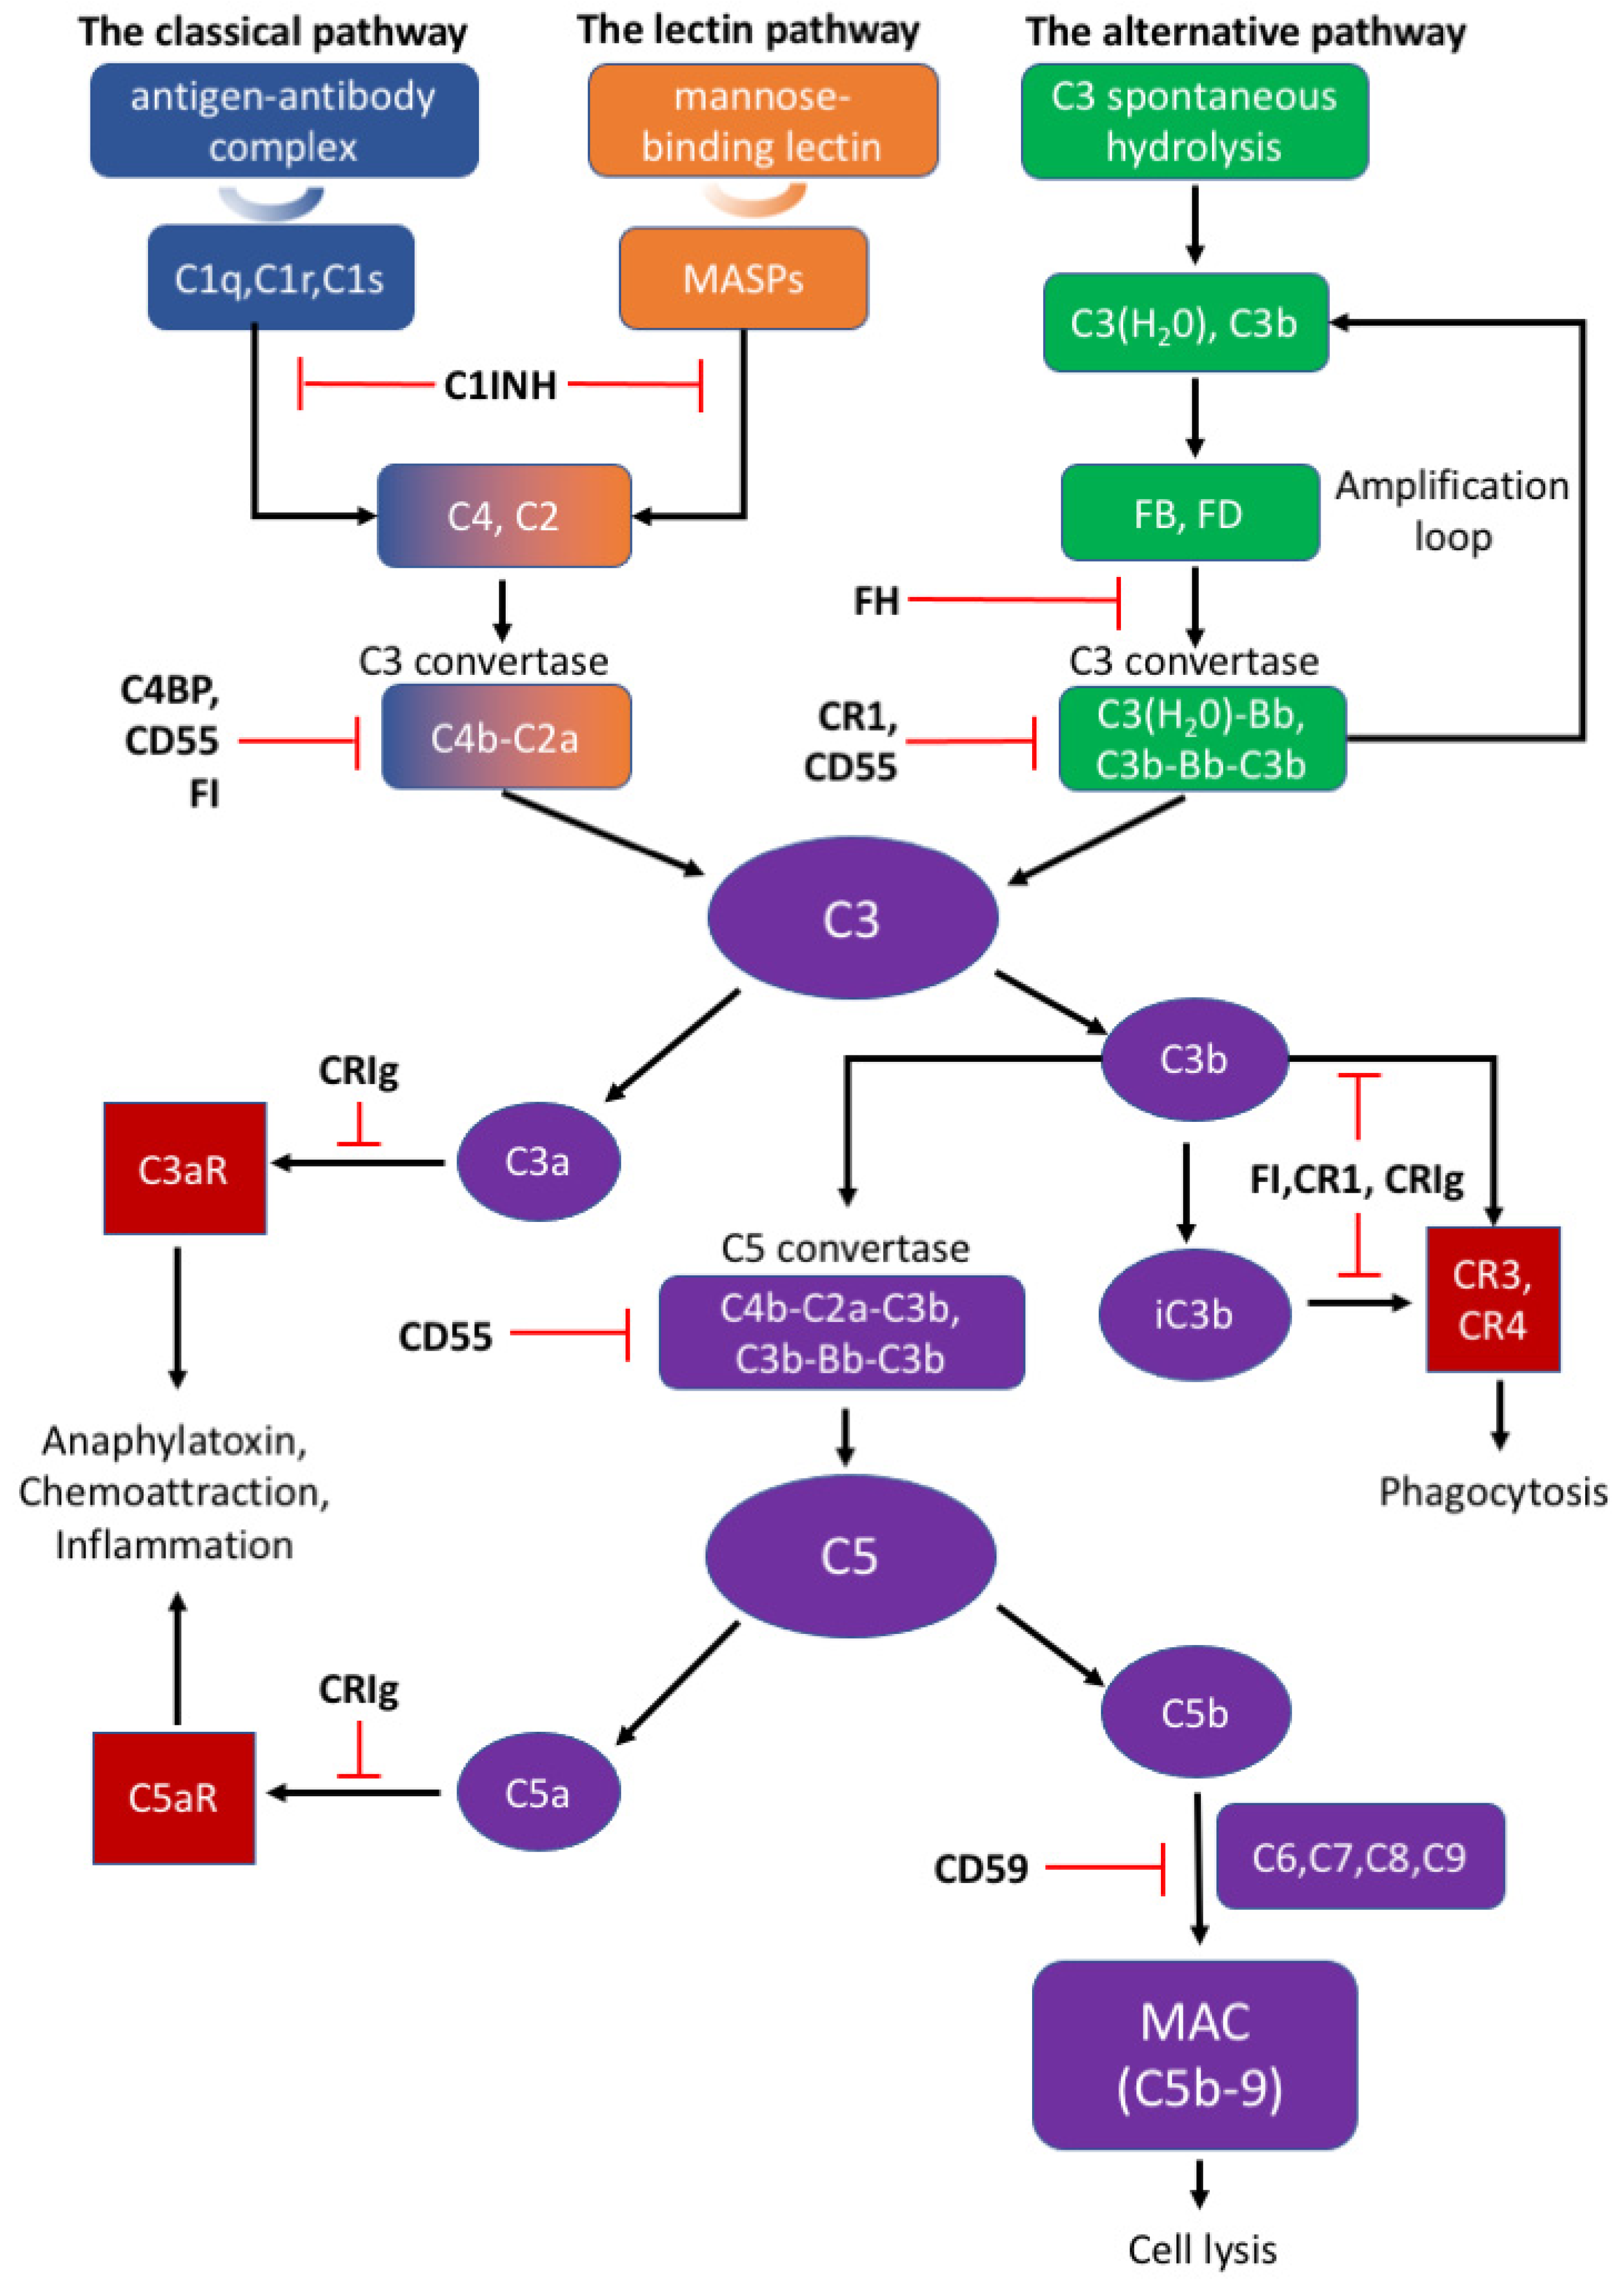 The classical pathway
The lectin pathway
The alternative pathway
antigen-antibody
complex
mannose-
binding lectin
C3 spontaneous
hydrolysis
C1q,C1r,C1s
MASPs
C3(H20), C3b
C1INH
C4, C2
FB, FD
Amplification
loop
FH
C3 convertase
C3 convertase
C4BP,
CD55
FI
C4b-C2a
CR1,
CD55
C3(H20)-Bb,
C3b-Bb-C3b
C3
C3b
CRIg
C3aR
C3a
FI,CR1, CRIg
C5 convertase
C4b-C2a-C3b,
C3b-Bb-C3b
CD55
iC3b
CR3,
CR4
Anaphylatoxin,
Chemoattraction,
Inflammation
Phagocytosis
C5
CRIg
C5b
C5aR
C5a
CD59
C6,C7,C8,C9
MAC
(C5b-9)
Cell lysis